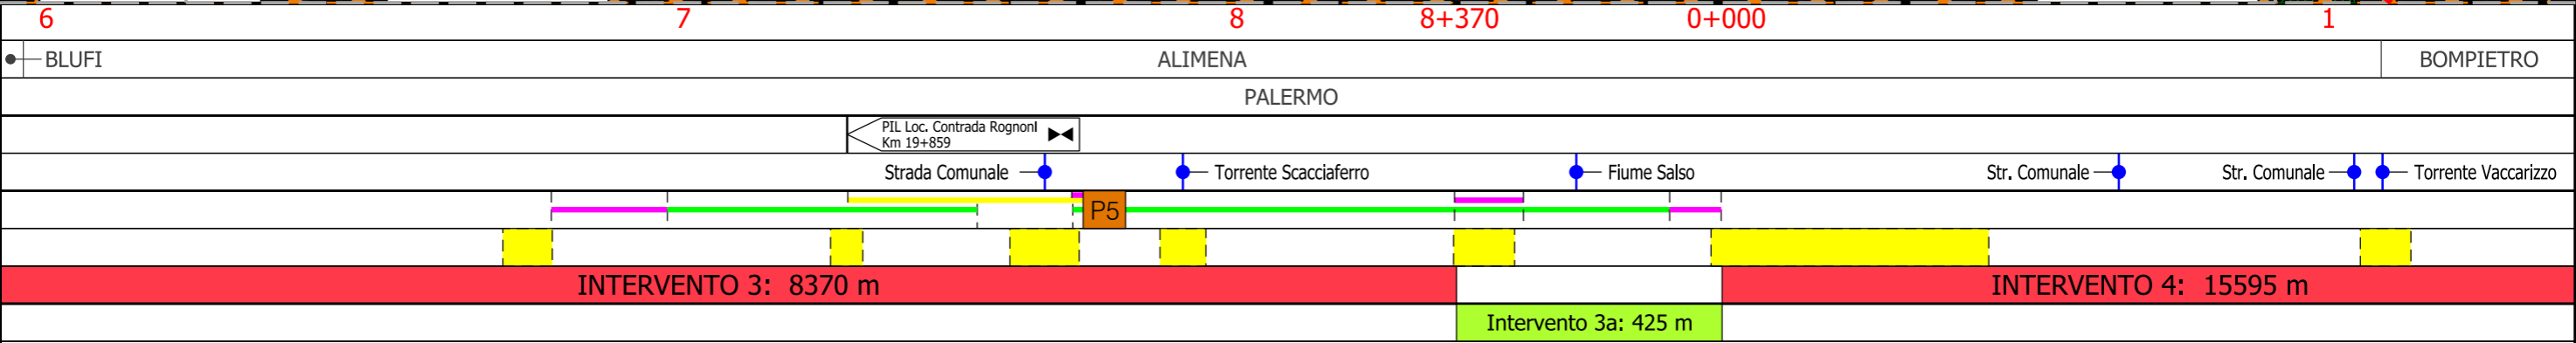 6 7 8 8+370 0+000 1
BLUFI ALIMENA BOMPIETRO
PALERMO
PIL Loc. Contrada Rognoni
Km 19+859
Strada Comunale Torrente Scacciaferro Fiume Salso Str. Comunale Str. Comunale Torrente Vaccarizzo
P5
INTERVENTO 3: 8370 m INTERVENTO 4: 15595 m
Intervento 3a: 425 m